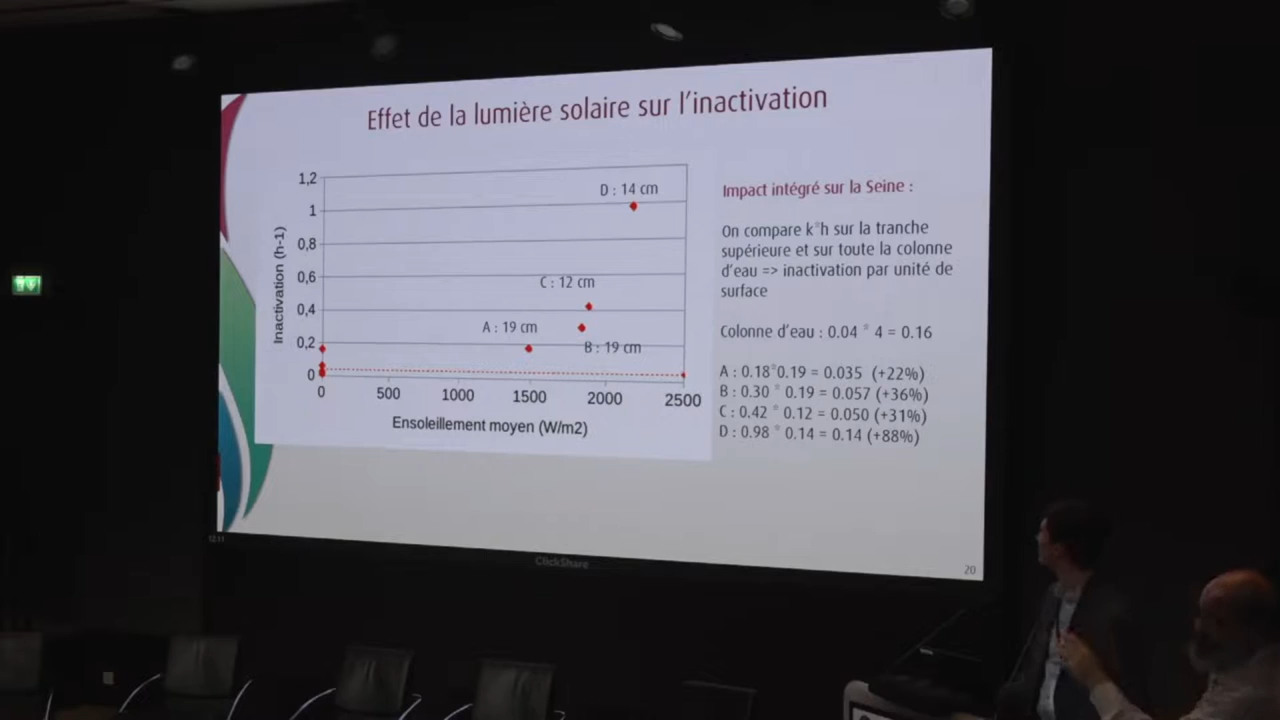 Effet de la lumière solaire sur l'inactivation
1,2
1
0,8
0,6
0,4
0,2
0
Inactivation (h-1)
D : 14 cm
C : 12 cm
A : 19 cm
B : 19 cm
0 500 1000 1500 2000 2500
Ensoleillement moyen (W/m2)
Impact intégré sur la Seine :
On compare k*h sur la tranche
supérieure et sur toute la colonne
d'eau => inactivation par unité de
surface
Colonne d'eau : 0.04 * 4 = 0.16
A : 0.18*0.19 = 0.035 (+22%)
B : 0.30 * 0.19 = 0.057 (+36%)
C : 0.42 * 0.12 = 0.050 (+31%)
D : 0.98 * 0.14 = 0.14 (+88%)
12:11
ClickShare
20